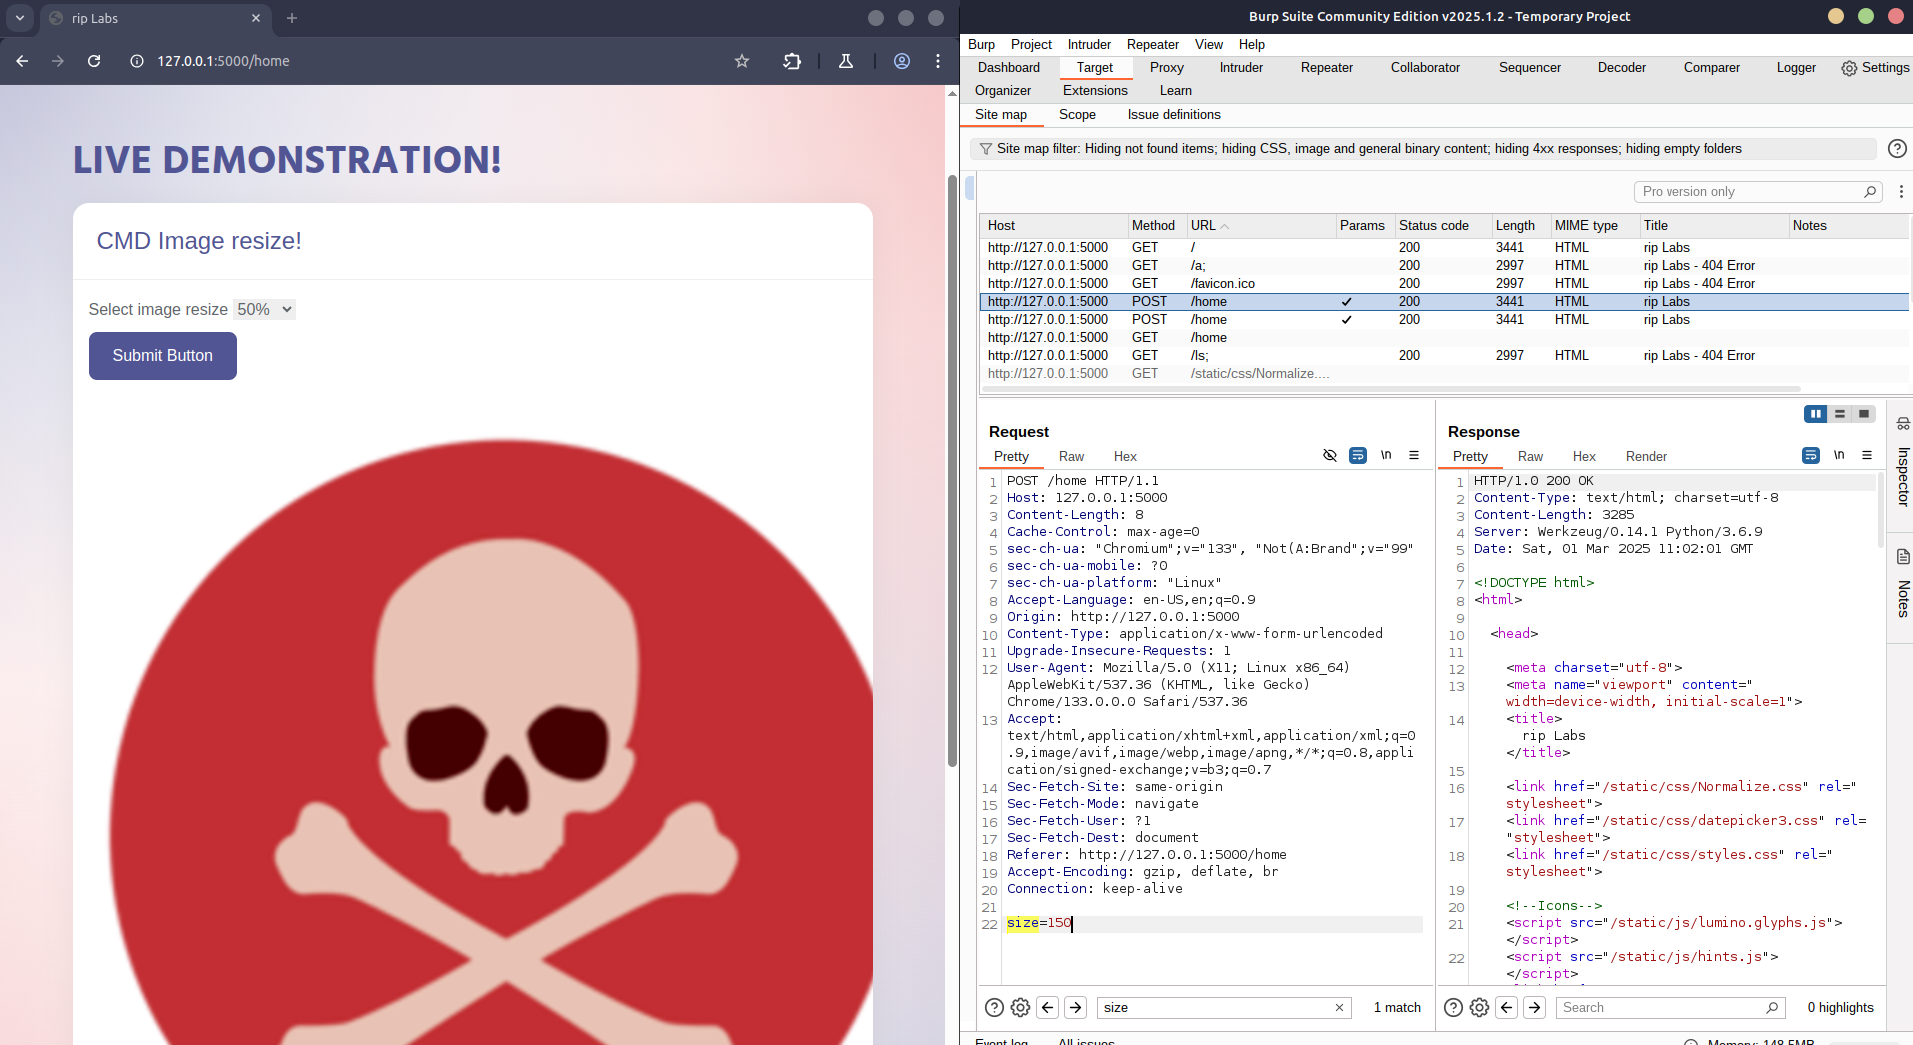 rip Labs
127.0.0.1:5000/home
LIVE DEMONSTRATION!
CMD Image resize!
Select image resize 50%
Submit Button
Burp Suite Community Edition v2025.1.2 - Temporary Project
Burp Project Intruder Repeater View Help
Dashboard Target Proxy Intruder Repeater Collaborator Sequencer Decoder Comparer Logger Settings
Organizer Extensions Learn
Site map Scope Issue definitions
Site map filter: Hiding not found items; hiding CSS, image and general binary content; hiding 4xx responses; hiding empty folders
Pro version only
Host Method URL Params Status code Length MIME type Title Notes
http://127.0.0.1:5000 GET / 200 3441 HTML rip Labs
http://127.0.0.1:5000 GET /a; 200 2997 HTML rip Labs - 404 Error
http://127.0.0.1:5000 GET /favicon.ico 200 2997 HTML rip Labs - 404 Error
http://127.0.0.1:5000 POST /home ✓ 200 3441 HTML rip Labs
http://127.0.0.1:5000 POST /home ✓ 200 3441 HTML rip Labs
http://127.0.0.1:5000 GET /home
http://127.0.0.1:5000 GET /ls; 200 2997 HTML rip Labs - 404 Error
http://127.0.0.1:5000 GET /static/css/Normalize....
Request
Pretty Raw Hex \n
1 POST /home HTTP/1.1
2 Host: 127.0.0.1:5000
3 Content-Length: 8
4 Cache-Control: max-age=0
5 sec-ch-ua: "Chromium";v="133", "Not(A:Brand";v="99"
6 sec-ch-ua-mobile: ?0
7 sec-ch-ua-platform: "Linux"
8 Accept-Language: en-US,en;q=0.9
9 Origin: http://127.0.0.1:5000
10 Content-Type: application/x-www-form-urlencoded
11 Upgrade-Insecure-Requests: 1
12 User-Agent: Mozilla/5.0 (X11; Linux x86_64)
AppleWebKit/537.36 (KHTML, like Gecko)
Chrome/133.0.0.0 Safari/537.36
13 Accept:
text/html,application/xhtml+xml,application/xml;q=0
.9,image/avif,image/webp,image/apng,*/*;q=0.8,appli
cation/signed-exchange;v=b3;q=0.7
14 Sec-Fetch-Site: same-origin
15 Sec-Fetch-Mode: navigate
16 Sec-Fetch-User: ?1
17 Sec-Fetch-Dest: document
18 Referer: http://127.0.0.1:5000/home
19 Accept-Encoding: gzip, deflate, br
20 Connection: keep-alive
21
22 size=150
size 1 match
Response
Pretty Raw Hex Render \n
1 HTTP/1.0 200 OK
2 Content-Type: text/html; charset=utf-8
3 Content-Length: 3285
4 Server: Werkzeug/0.14.1 Python/3.6.9
5 Date: Sat, 01 Mar 2025 11:02:01 GMT
6
7 <!DOCTYPE html>
8 <html>
9
10 <head>
11
12 <meta charset="utf-8">
13 <meta name="viewport" content="
width=device-width, initial-scale=1">
14 <title>
rip Labs
</title>
15
16 <link href="/static/css/Normalize.css" rel="
stylesheet">
17 <link href="/static/css/datepicker3.css" rel=
"stylesheet">
18 <link href="/static/css/styles.css" rel="
stylesheet">
19
20 <!--Icons-->
21 <script src="/static/js/lumino.glyphs.js">
</script>
22 <script src="/static/js/hints.js">
</script>
Search 0 highlights
Inspector
Notes
Event log All issues
Memory: 148.5MB